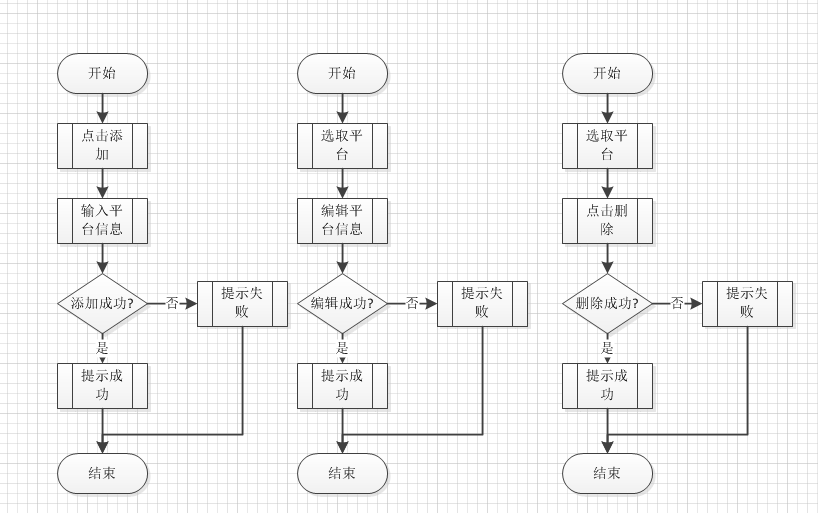 开始
点击添
加
输入平
台信息
添加成功?
否
提示失
败
是
提示成
功
结束
开始
选取平
台
编辑平
台信息
编辑成功?
否
提示失
败
是
提示成
功
结束
开始
选取平
台
点击删
除
删除成功?
否
提示失
败
是
提示成
功
结束